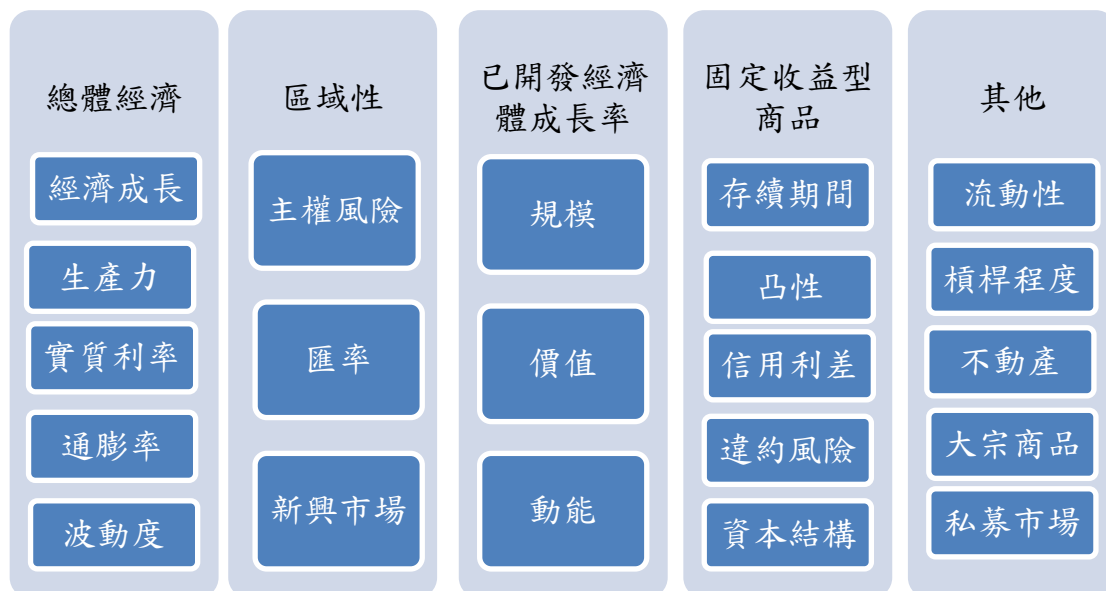 總體經濟
經濟成長
生產力
實質利率
通膨率
波動度
區域性
主權風險
匯率
新興市場
已開發經濟
體成長率
規模
價值
動能
固定收益型
商品
存續期間
凸性
信用利差
違約風險
資本結構
其他
流動性
槓桿程度
不動產
大宗商品
私募市場